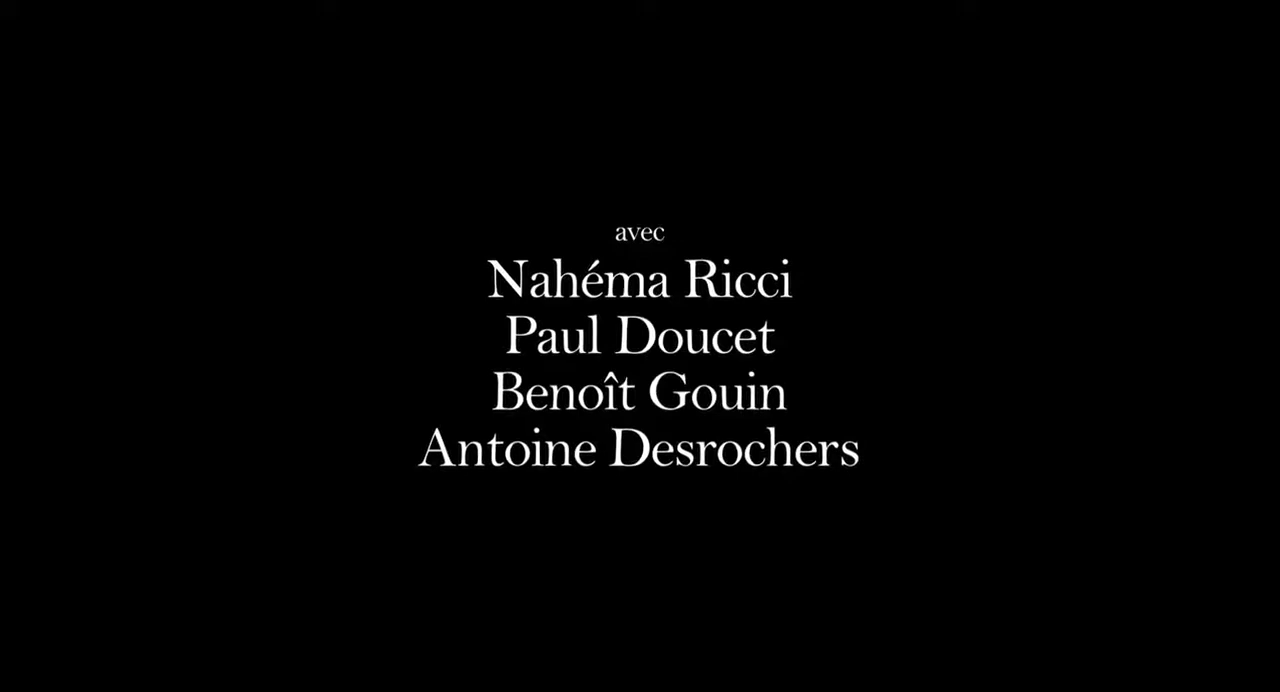 avec
Nahéma Ricci
Paul Doucet
Benoît Gouin
Antoine Desrochers